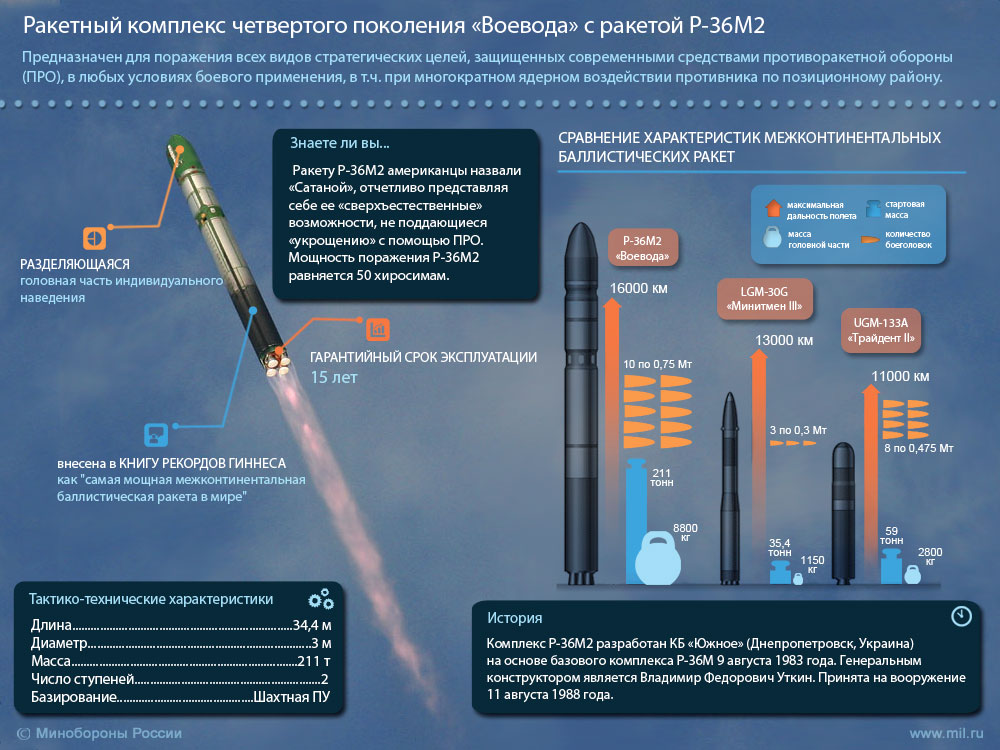 Ракетный комплекс четвертого поколения «Воевода» с ракетой Р-36М2
Предназначен для поражения всех видов стратегических целей, защищенных современными средствами противоракетной обороны
(ПРО), в любых условиях боевого применения, в т.ч. при многократном ядерном воздействии противника по позиционному району.
РАЗДЕЛЯЮЩАЯСЯ
головная часть индивидуального
наведения
Знаете ли вы...
Ракету Р-36М2 американцы назвали
«Сатаной», отчетливо представляя
себе ее «сверхъестественные»
возможности, не поддающиеся
«укрощению» с помощью ПРО.
Мощность поражения Р-36М2
равняется 50 хиросимам.
ГАРАНТИЙНЫЙ СРОК ЭКСПЛУАТАЦИИ
15 лет
внесена в КНИГУ РЕКОРДОВ ГИННЕСА
как "самая мощная межконтинентальная
баллистическая ракета в мире"
СРАВНЕНИЕ ХАРАКТЕРИСТИК МЕЖКОНТИНЕНТАЛЬНЫХ
БАЛЛИСТИЧЕСКИХ РАКЕТ
максимальная
дальность полета
стартовая
масса
масса
головной части
количество
боеголовок
Р-36М2
«Воевода»
16000 км
10 по 0,75 Мт
211
тонн
8800
кг
LGM-30G
«Минитмен III»
13000 км
3 по 0,3 Мт
35,4
тонн
1150
кг
UGM-133A
«Трайдент II»
11000 км
8 по 0,475 Мт
59
тонн
2800
кг
Тактико-технические характеристики
Длина.......................................................34,4 м
Диаметр.......................................................3 м
Масса.......................................................211 т
Число ступеней..............................................2
Базирование.................................Шахтная ПУ
История
Комплекс Р-36М2 разработан КБ «Южное» (Днепропетровск, Украина)
на основе базового комплекса Р-36М 9 августа 1983 года. Генеральным
конструктором является Владимир Федорович Уткин. Принята на вооружение
11 августа 1988 года.
© Минобороны России
www.mil.ru